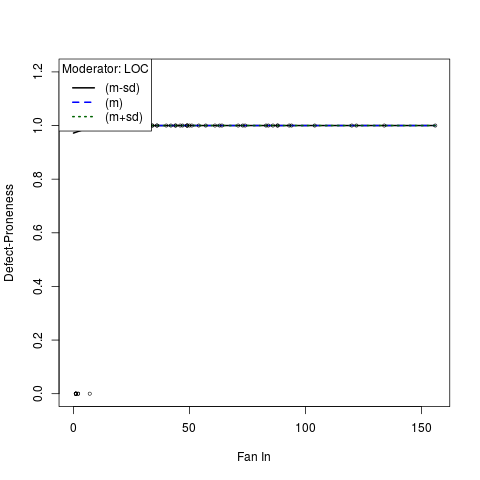 Moderator: LOC
(m-sd)
(m)
(m+sd)
1.2
1.0
0.8
0.6
0.4
0.2
0.0
Defect-Proneness
0 50 100 150
Fan In